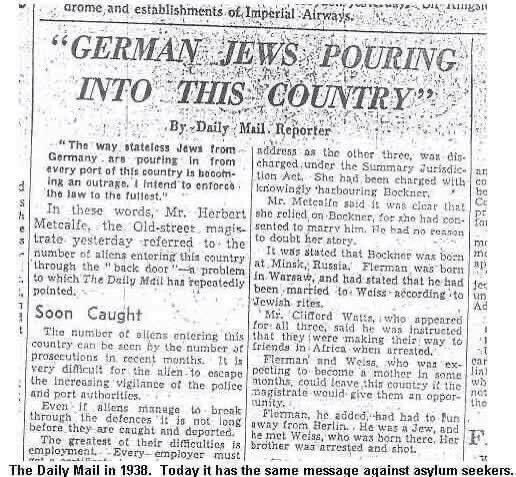 drome and establishments of Imperial Airways.
"GERMAN JEWS POURING
INTO THIS COUNTRY"
By Daily Mail Reporter
"The way stateless Jews from
Germany are pouring in from
every port of this country is becom-
ing an outrage. I intend to enforce
the law to the fullest."
In these words, Mr. Herbert
Metcalfe, the Old-street magis-
trate yesterday referred to the
number of aliens entering this country
through the "back door"—a problem
to which The Daily Mail has repeatedly
pointed.
Soon Caught
The number of aliens entering this
country can be seen by the number of
prosecutions in recent months. It is
very difficult for the alien to escape
the increasing vigilance of the police
and port authorities.
Even if aliens manage to break
through the defences it is not long
before they are caught and deported.
The greatest of their difficulties is
employment. Every employer must
address as the other three, was dis-
charged under the Summary Jurisdic-
tion Act. She had been charged with
knowingly harbouring Bockner.
Mr. Metcalfe said it was clear that
she relied on Bockner, for she had con-
sented to marry him. He had no reason
to doubt her story.
It was stated that Bockner was born
at Minsk, Russia. Flerman was born
in Warsaw, and had stated that he had
been married to Weiss according to
Jewish rites.
Mr. Clifford Watts, who appeared
for all three, said he was instructed
that they were making their way to
friends in Africa when arrested.
Flerman and Weiss, who was ex-
pecting to become a mother in some
months, could leave this country if the
magistrate would give them an oppor-
tunity.
Flerman, he added, had had to run
away from Berlin. He was a Jew, and
he met Weiss, who was born there. Her
brother was arrested and shot.
The Daily Mail in 1938. Today it has the same message against asylum seekers.